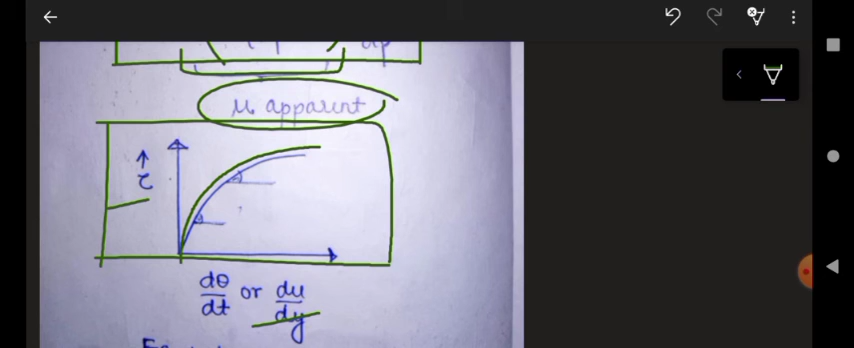 μ apparent
τ
dθ/dt or du/dy